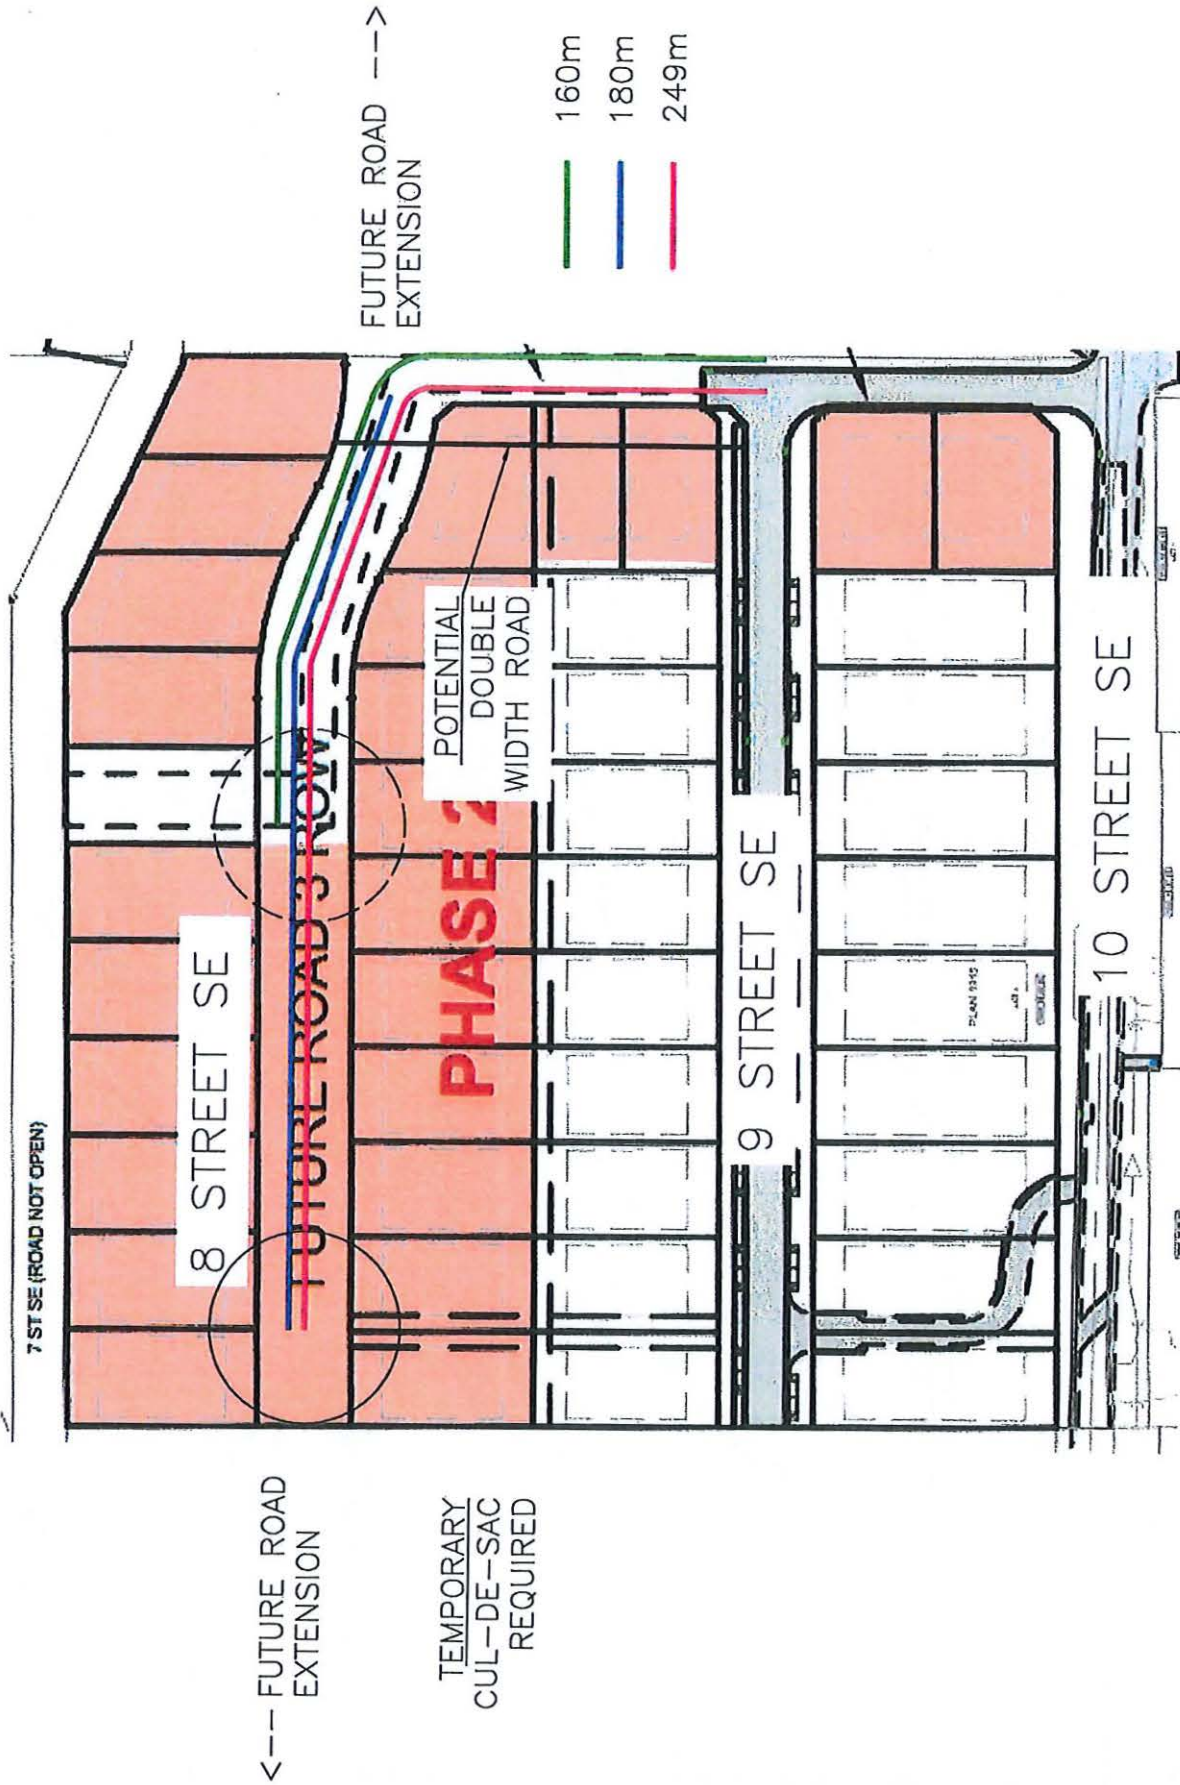 7 ST SE (ROAD NOT OPEN)
<-- FUTURE ROAD
EXTENSION
8 STREET SE
FUTURE ROAD 3 ROW
FUTURE ROAD -->
EXTENSION
TEMPORARY
CUL-DE-SAC
REQUIRED
PHASE 2
POTENTIAL
DOUBLE
WIDTH ROAD
160m
180m
249m
9 STREET SE
10 STREET SE